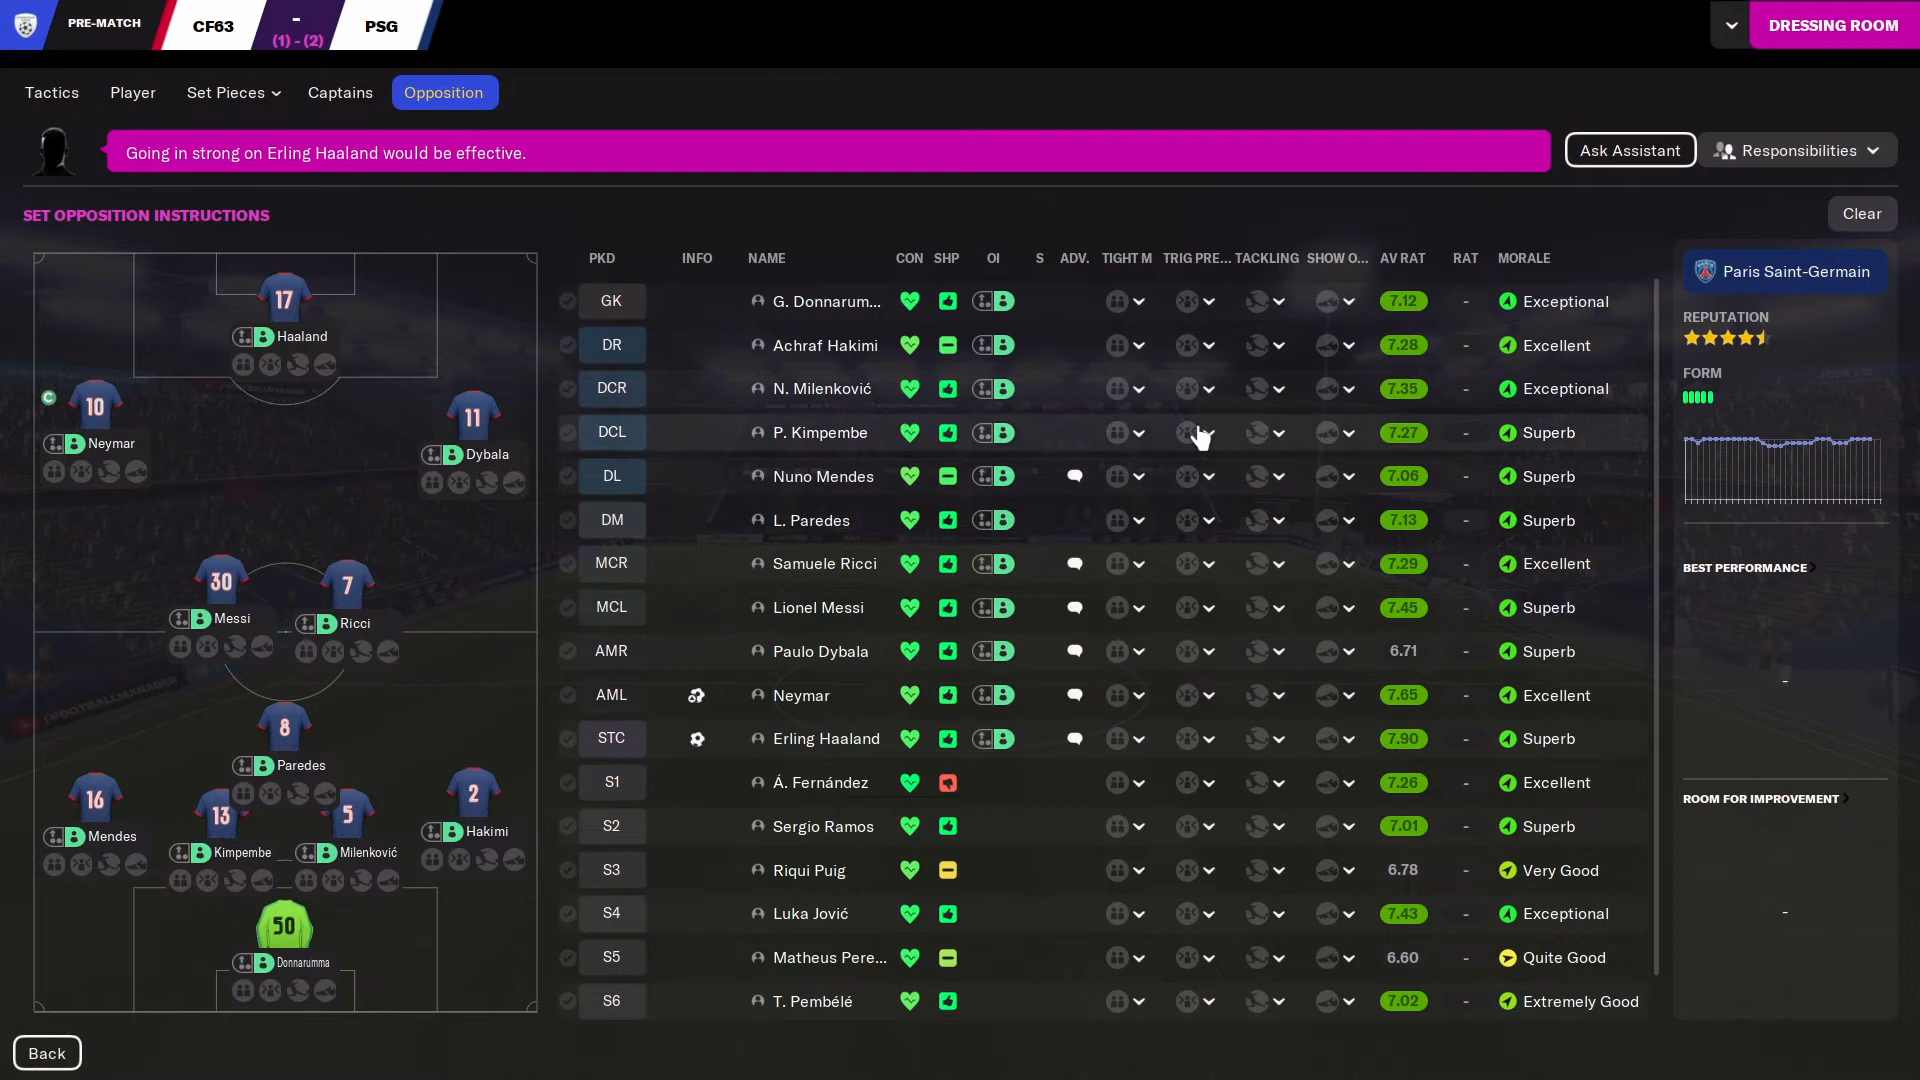 PRE-MATCH
CF63
-
(1) - (2)
PSG
DRESSING ROOM
Tactics Player Set Pieces Captains Opposition
Going in strong on Erling Haaland would be effective.
Ask Assistant
Responsibilities
SET OPPOSITION INSTRUCTIONS
Clear
17
Haaland
C
10
Neymar
11
Dybala
30
Messi
7
Ricci
8
Paredes
16
Mendes
13
Kimpembe
5
Milenković
2
Hakimi
50
Donnarumma
PKD INFO NAME CON SHP OI S ADV. TIGHT M TRIG PRE... TACKLING SHOW O... AV RAT RAT MORALE
GK G. Donnarum... 7.12 - Exceptional
DR Achraf Hakimi 7.28 - Excellent
DCR N. Milenković 7.35 - Exceptional
DCL P. Kimpembe 7.27 - Superb
DL Nuno Mendes 7.06 - Superb
DM L. Paredes 7.13 - Superb
MCR Samuele Ricci 7.29 - Excellent
MCL Lionel Messi 7.45 - Superb
AMR Paulo Dybala 6.71 - Superb
AML Neymar 7.65 - Excellent
STC Erling Haaland 7.90 - Superb
S1 Á. Fernández 7.26 - Excellent
S2 Sergio Ramos 7.01 - Superb
S3 Riqui Puig 6.78 - Very Good
S4 Luka Jović 7.43 - Exceptional
S5 Matheus Pere... 6.60 - Quite Good
S6 T. Pembélé 7.02 - Extremely Good
Paris Saint-Germain
REPUTATION
FORM
BEST PERFORMANCE
-
ROOM FOR IMPROVEMENT
-
Back